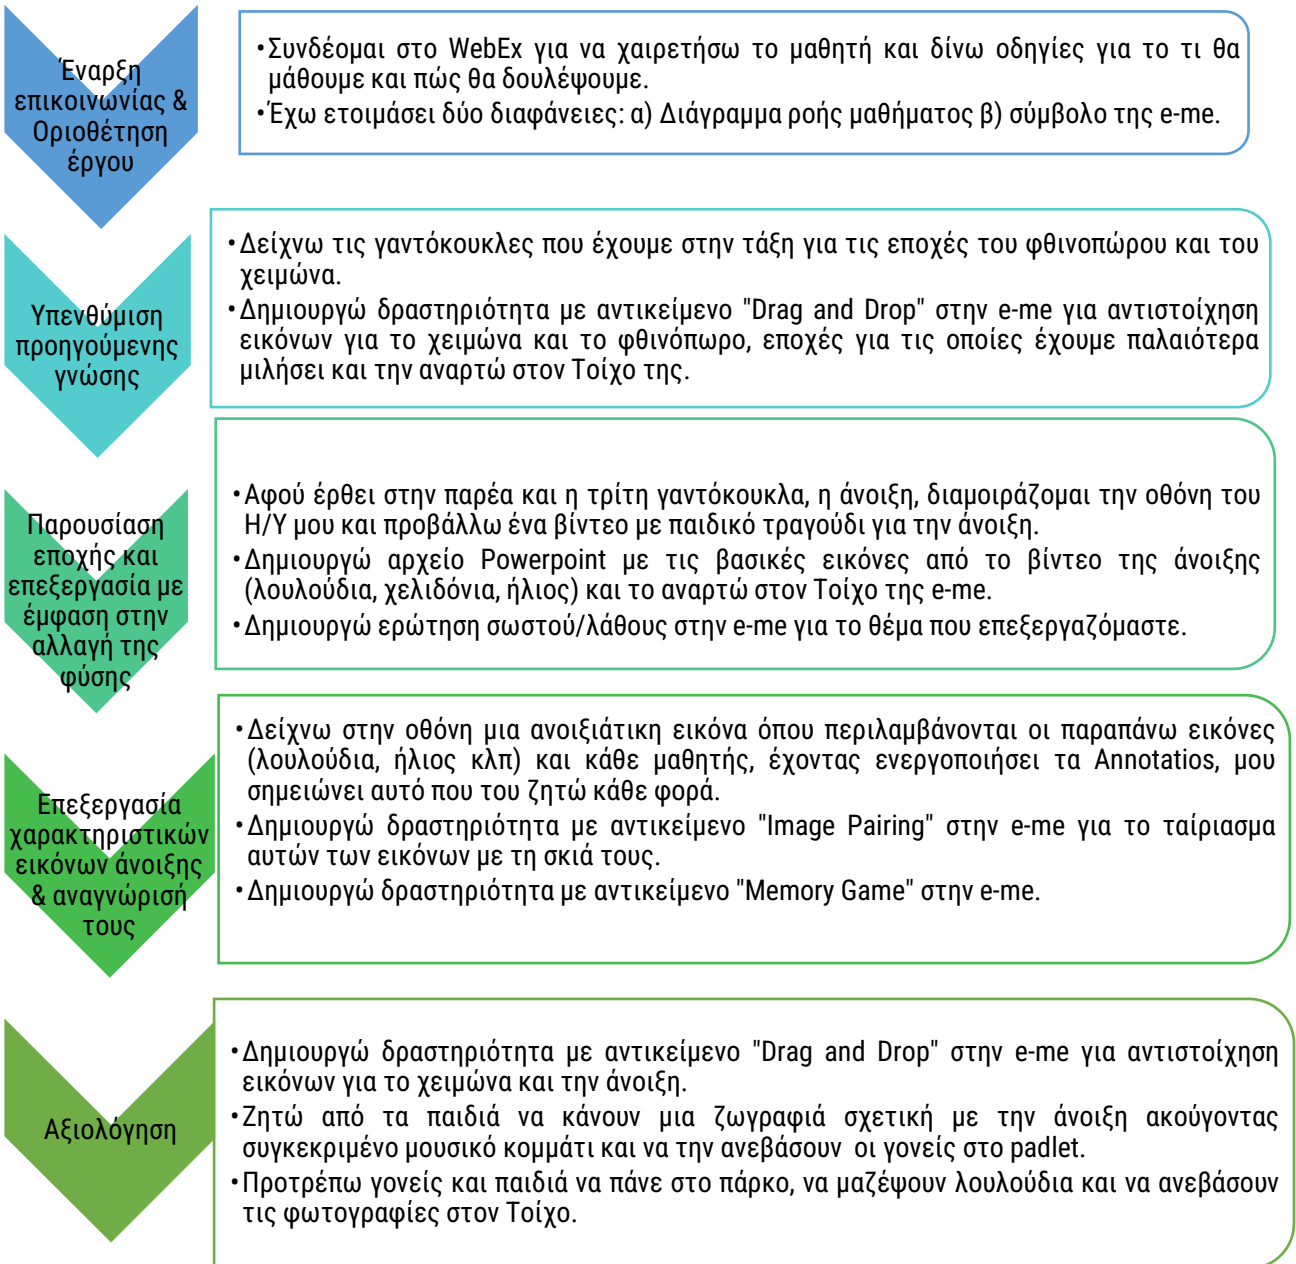 Έναρξη
επικοινωνίας &
Οριοθέτηση
έργου
•Συνδέομαι στο WebEx για να χαιρετήσω το μαθητή και δίνω οδηγίες για το τι θα
μάθουμε και πώς θα δουλέψουμε.
•Έχω ετοιμάσει δύο διαφάνειες: α) Διάγραμμα ροής μαθήματος β) σύμβολο της e-me.
Υπενθύμιση
προηγούμενης
γνώσης
•Δείχνω τις γαντόκουκλες που έχουμε στην τάξη για τις εποχές του φθινοπώρου και του
χειμώνα.
•Δημιουργώ δραστηριότητα με αντικείμενο "Drag and Drop" στην e-me για αντιστοίχηση
εικόνων για το χειμώνα και το φθινόπωρο, εποχές για τις οποίες έχουμε παλαιότερα
μιλήσει και την αναρτώ στον Τοίχο της.
Παρουσίαση
εποχής και
επεξεργασία με
έμφαση στην
αλλαγή της
φύσης
•Αφού έρθει στην παρέα και η τρίτη γαντόκουκλα, η άνοιξη, διαμοιράζομαι την οθόνη του
Η/Υ μου και προβάλλω ένα βίντεο με παιδικό τραγούδι για την άνοιξη.
•Δημιουργώ αρχείο Powerpoint με τις βασικές εικόνες από το βίντεο της άνοιξης
(λουλούδια, χελιδόνια, ήλιος) και το αναρτώ στον Τοίχο της e-me.
•Δημιουργώ ερώτηση σωστού/λάθους στην e-me για το θέμα που επεξεργαζόμαστε.
Επεξεργασία
χαρακτηριστικών
εικόνων άνοιξης
& αναγνώρισή
τους
•Δείχνω στην οθόνη μια ανοιξιάτικη εικόνα όπου περιλαμβάνονται οι παραπάνω εικόνες
(λουλούδια, ήλιος κλπ) και κάθε μαθητής, έχοντας ενεργοποιήσει τα Annotatios, μου
σημειώνει αυτό που του ζητώ κάθε φορά.
•Δημιουργώ δραστηριότητα με αντικείμενο "Image Pairing" στην e-me για το ταίριασμα
αυτών των εικόνων με τη σκιά τους.
•Δημιουργώ δραστηριότητα με αντικείμενο "Memory Game" στην e-me.
Αξιολόγηση
•Δημιουργώ δραστηριότητα με αντικείμενο "Drag and Drop" στην e-me για αντιστοίχηση
εικόνων για το χειμώνα και την άνοιξη.
•Ζητώ από τα παιδιά να κάνουν μια ζωγραφιά σχετική με την άνοιξη ακούγοντας
συγκεκριμένο μουσικό κομμάτι και να την ανεβάσουν οι γονείς στο padlet.
•Προτρέπω γονείς και παιδιά να πάνε στο πάρκο, να μαζέψουν λουλούδια και να ανεβάσουν
τις φωτογραφίες στον Τοίχο.